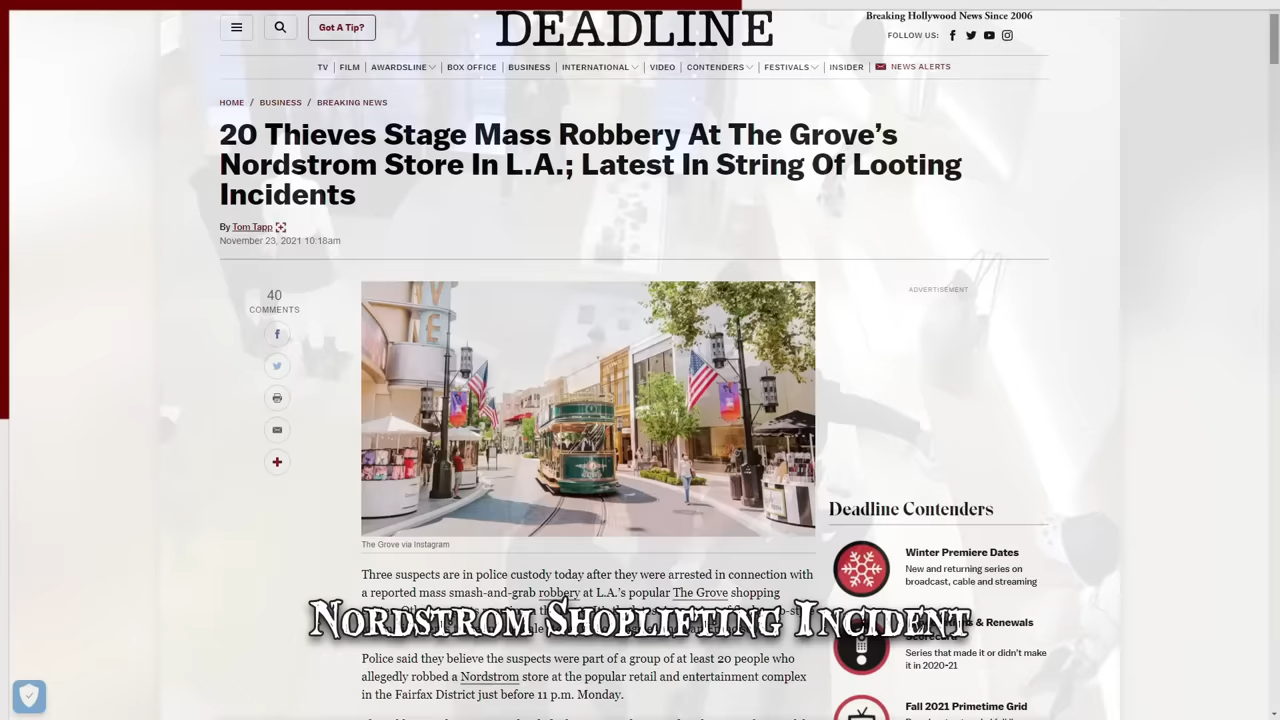 Got A Tip?
DEADLINE
Breaking Hollywood News Since 2006
FOLLOW US:
TV | FILM | AWARDSLINE | BOX OFFICE | BUSINESS | INTERNATIONAL | VIDEO | CONTENDERS | FESTIVALS | INSIDER NEWS ALERTS
HOME / BUSINESS / BREAKING NEWS
20 Thieves Stage Mass Robbery At The Grove’s
Nordstrom Store In L.A.; Latest In String Of Looting
Incidents
By Tom Tapp
November 23, 2021 10:18am
40
COMMENTS
The Grove via Instagram
Three suspects are in police custody today after they were arrested in connection with
a reported mass smash-and-grab robbery at L.A.’s popular The Grove shopping
NORDSTROM SHOPLIFTING INCIDENT
Police said they believe the suspects were part of a group of at least 20 people who
allegedly robbed a Nordstrom store at the popular retail and entertainment complex
in the Fairfax District just before 11 p.m. Monday.
ADVERTISEMENT
Deadline Contenders
Winter Premiere Dates
New and returning series on
broadcast, cable and streaming
& Renewals
Scorecard
Series that made it or didn’t make
it in 2020-21
Fall 2021 Primetime Grid